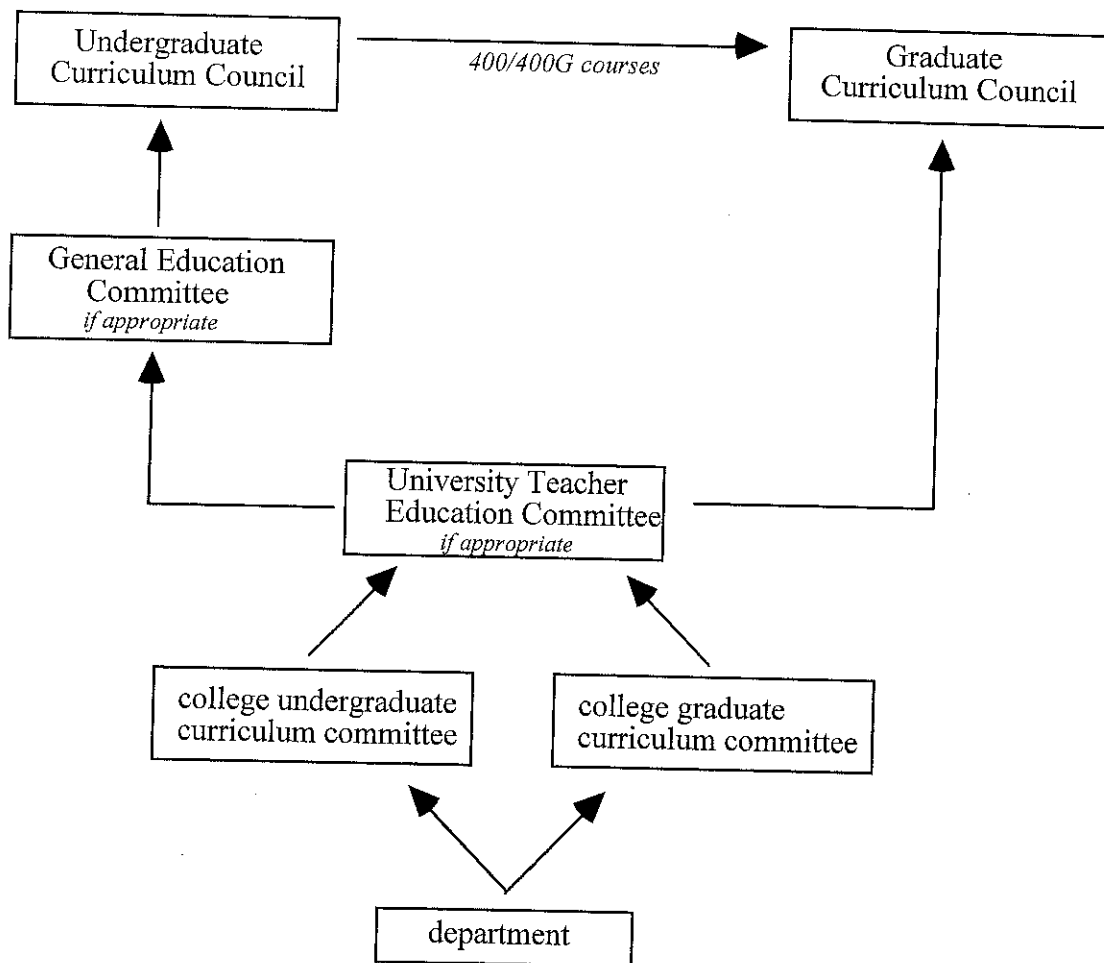 Undergraduate
Curriculum Council
400/400G courses
Graduate
Curriculum Council
General Education
Committee
if appropriate
University Teacher
Education Committee
if appropriate
college undergraduate
curriculum committee
college graduate
curriculum committee
department